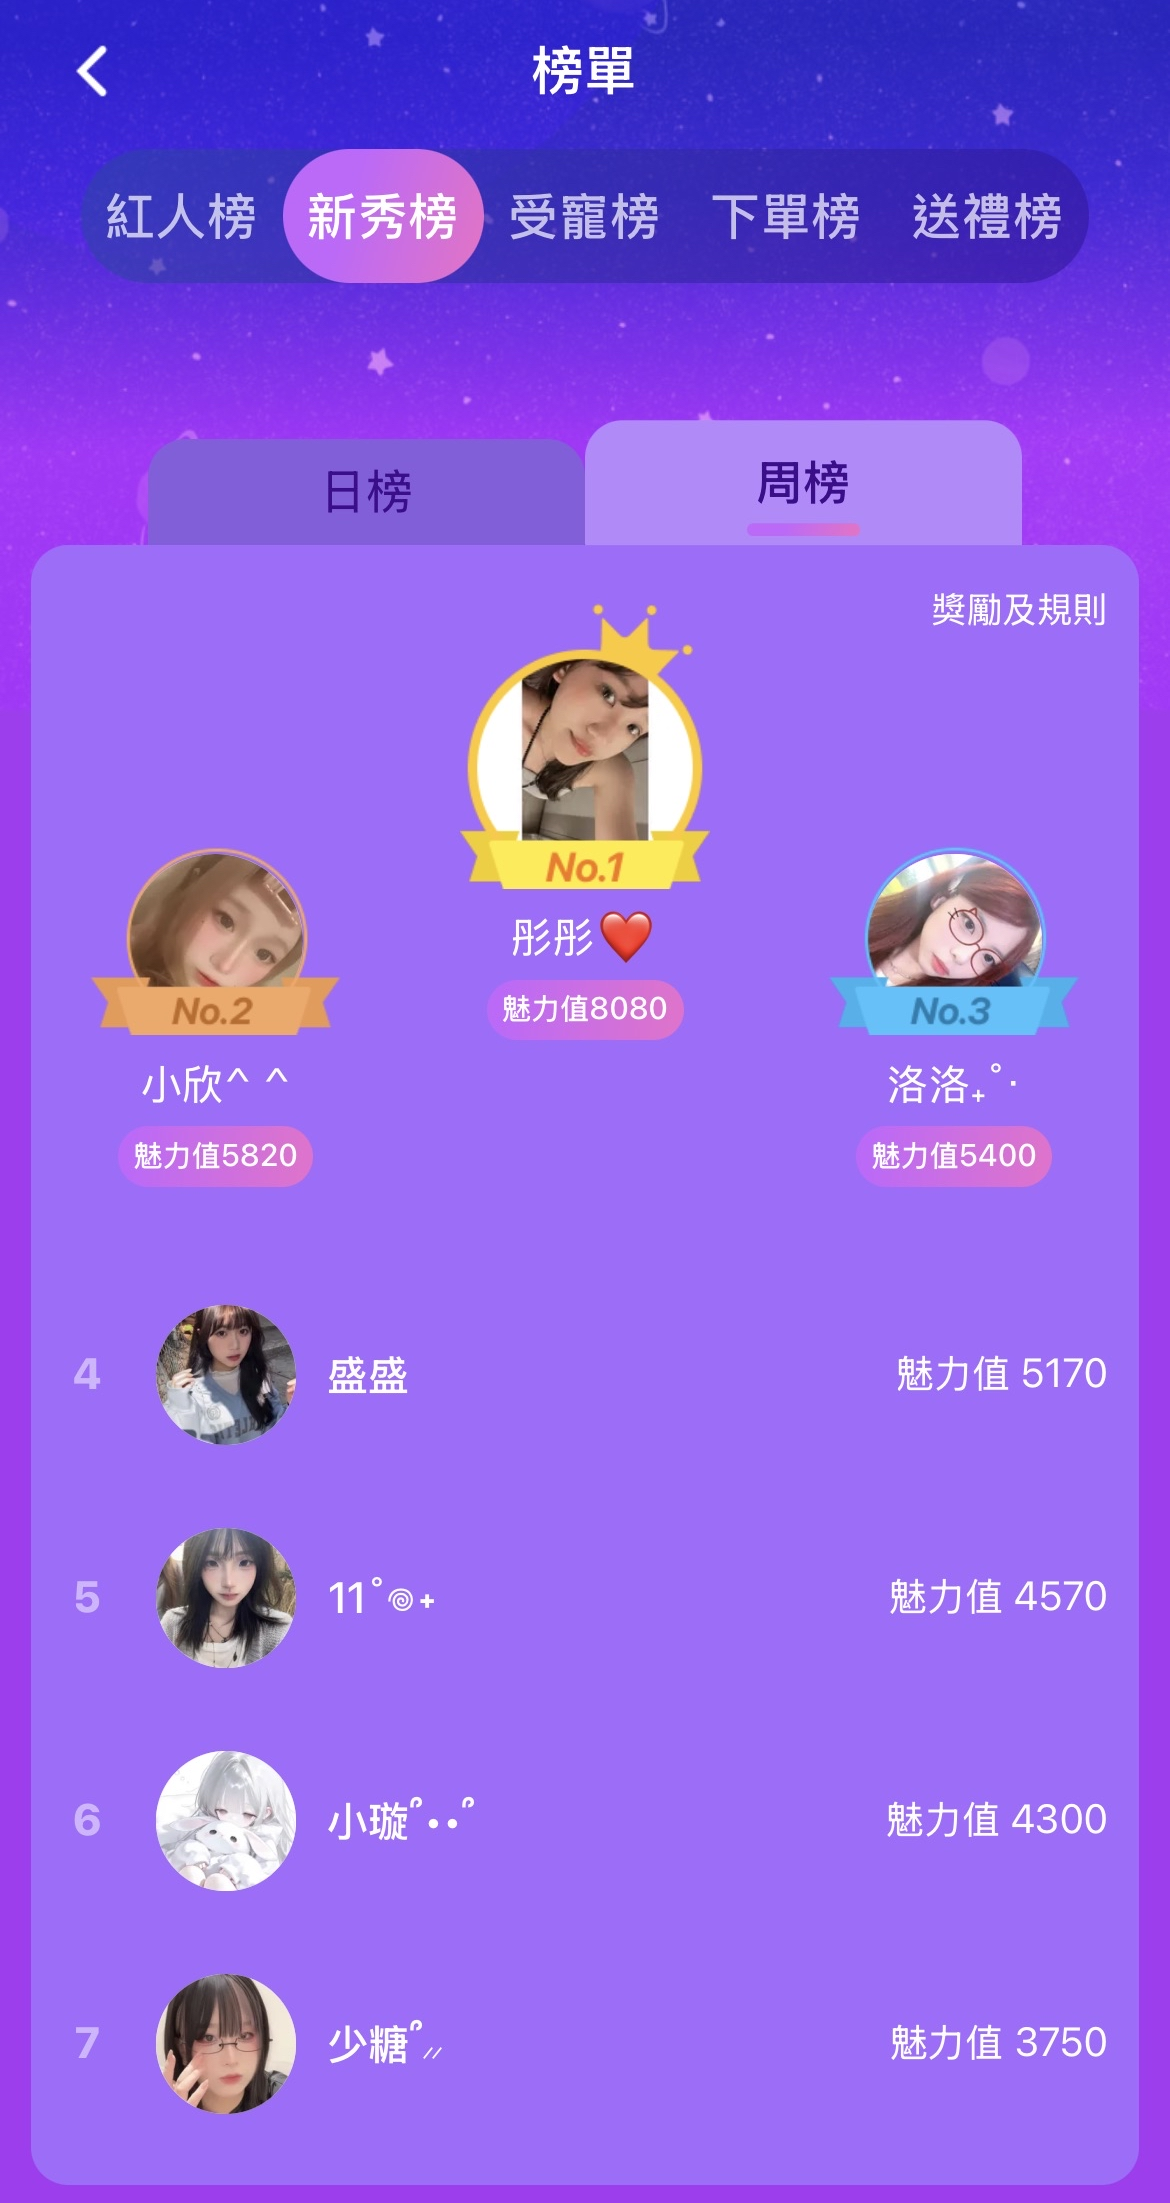 榜單
紅人榜 新秀榜 受寵榜 下單榜 送禮榜
日榜 周榜
獎勵及規則
No.1
彤彤❤️
魅力值8080
No.2
小欣^ ^
魅力值5820
No.3
洛洛₊˚·
魅力值5400
4 盛盛 魅力值 5170
5 11˚꩜₊ 魅力值 4570
6 小璇ྀི••ྀི 魅力值 4300
7 少糖ྀི〃 魅力值 3750